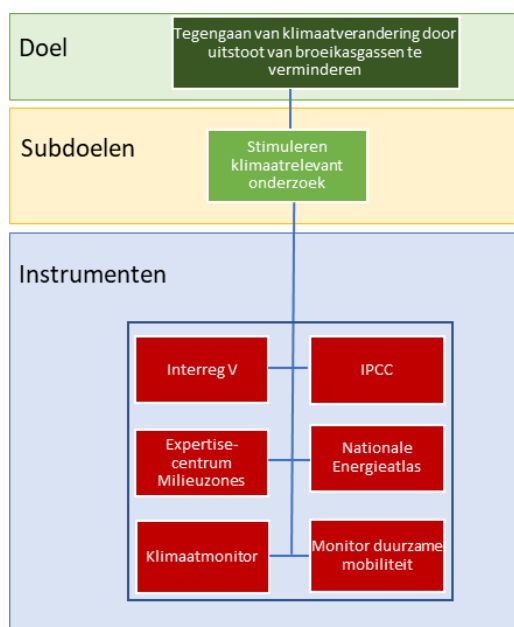 Doel
Tegengaan van klimaatverandering door
uitstoot van broeikasgassen te
verminderen
Subdoelen
Stimuleren
klimaatrelevant
onderzoek
Instrumenten
Interreg V
IPCC
Expertise-
centrum
Milieuzones
Nationale
Energieatlas
Klimaatmonitor
Monitor duurzame
mobiliteit